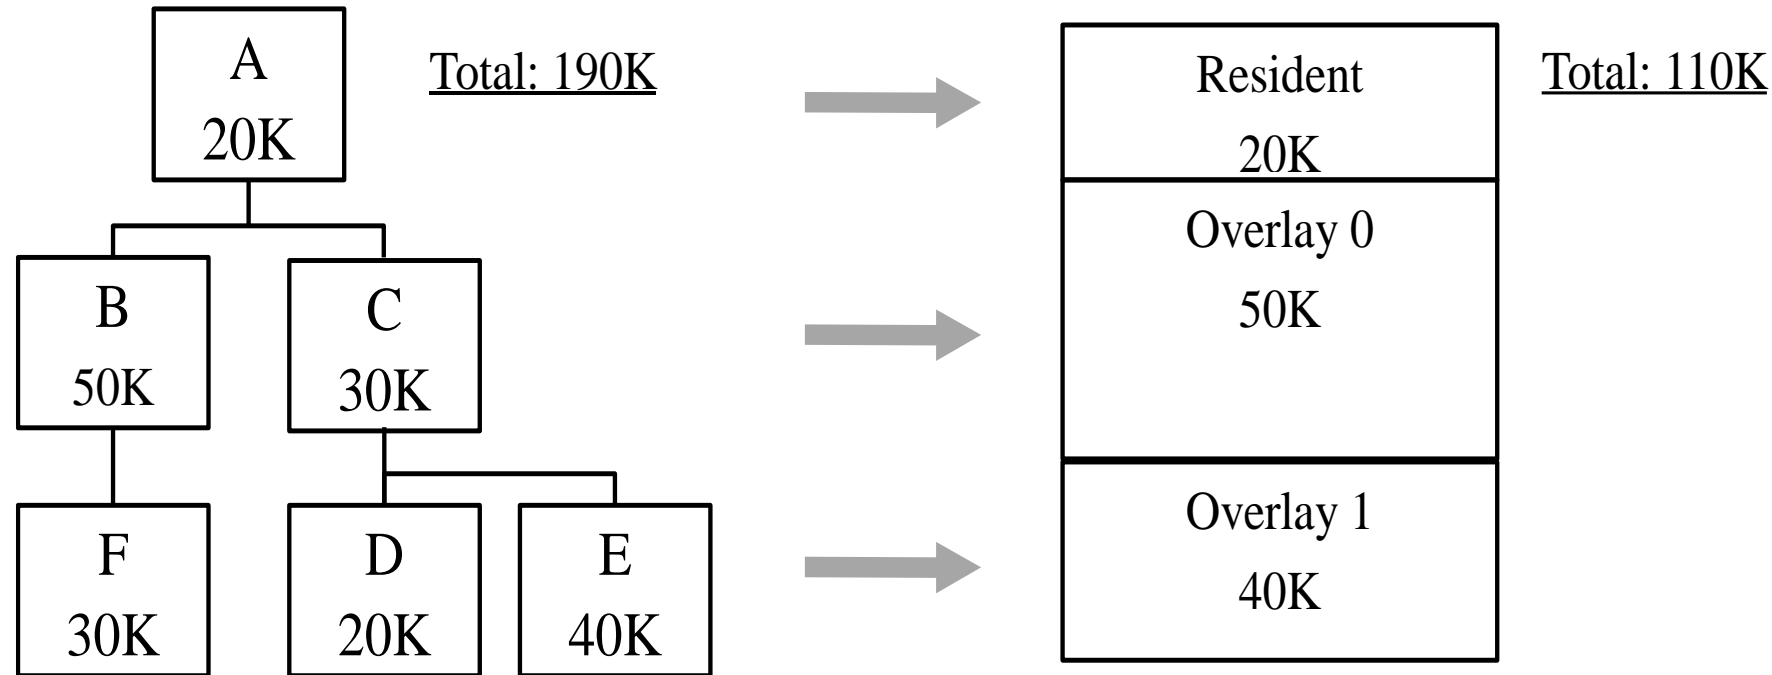 A
20K
Total: 190K
B
50K
C
30K
F
30K
D
20K
E
40K
Resident
20K
Total: 110K
Overlay 0
50K
Overlay 1
40K